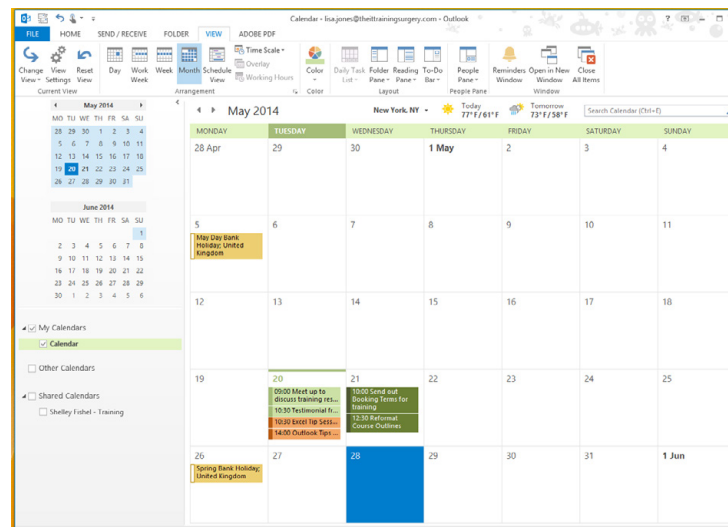 Calendar - lisa.jones@theittrainingsurgery.com - Outlook
FILE HOME SEND / RECEIVE FOLDER VIEW ADOBE PDF
Change View View Settings Reset View Day Work Week Week Month Schedule View Time Scale Overlay Working Hours Color Daily Task List Folder Pane Reading Pane To-Do Bar People Pane Reminders Window Open in New Window Close All Items
Current View Arrangement Color Layout People Pane Window
May 2014
MO TU WE TH FR SA SU
28 29 30 1 2 3 4
5 6 7 8 9 10 11
12 13 14 15 16 17 18
19 20 21 22 23 24 25
26 27 28 29 30 31
June 2014
MO TU WE TH FR SA SU
1
2 3 4 5 6 7 8
9 10 11 12 13 14 15
16 17 18 19 20 21 22
23 24 25 26 27 28 29
30 1 2 3 4 5 6
My Calendars
Calendar
Other Calendars
Shared Calendars
Shelley Fishel - Training
May 2014 New York, NY Today 77°F/61°F Tomorrow 73°F/58°F Search Calendar (Ctrl+E)
MONDAY TUESDAY WEDNESDAY THURSDAY FRIDAY SATURDAY SUNDAY
28 Apr 29 30 1 May 2 3 4
5 6 7 8 9 10 11
May Day Bank
Holiday; United
Kingdom
12 13 14 15 16 17 18
19 20 21 22 23 24 25
09:00 Meet up to
discuss training res...
10:30 Testimonial fr...
10:30 Excel Tip Sess...
14:00 Outlook Tips ...
10:00 Send out
Booking Terms for
training
12:30 Reformat
Course Outlines
26 27 28 29 30 31 1 Jun
Spring Bank Holiday;
United Kingdom